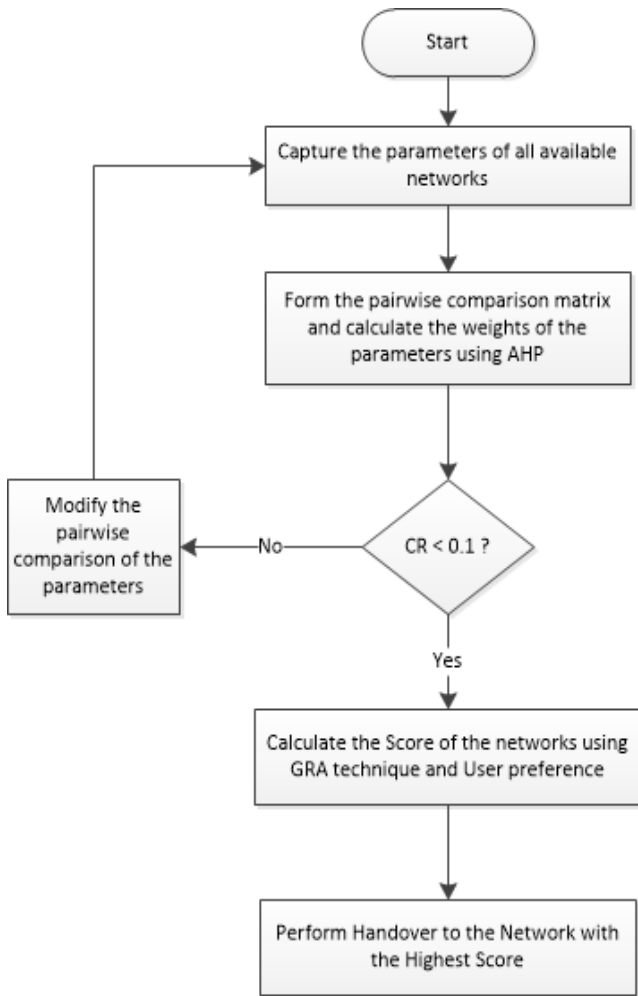 Start
Capture the parameters of all available
networks
Form the pairwise comparison matrix
and calculate the weights of the
parameters using AHP
Modify the
pairwise
comparison of the
parameters
No
CR < 0.1 ?
Yes
Calculate the Score of the networks using
GRA technique and User preference
Perform Handover to the Network with
the Highest Score